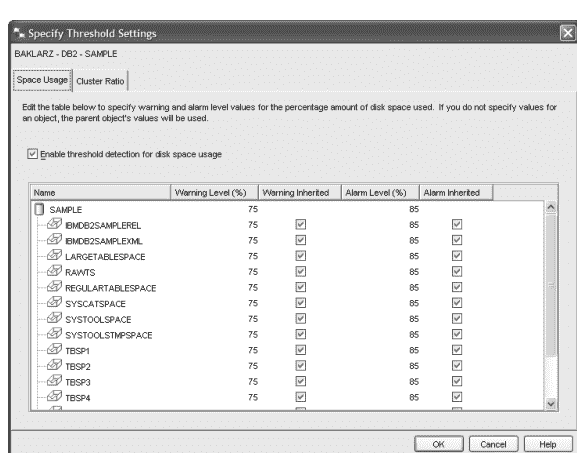 Specify Threshold Settings
BAKLARZ - DB2 - SAMPLE
Space Usage Cluster Ratio
Edit the table below to specify warning and alarm level values for the percentage amount of disk space used. If you do not specify values for
an object, the parent object's values will be used.
Enable threshold detection for disk space usage
Name Warning Level (%) Warning Inherited Alarm Level (%) Alarm Inherited
SAMPLE 75 85
IBMDB2SAMPLEREL 75 85
IBMDB2SAMPLEXML 75 85
LARGETABLESPACE 75 85
RAWTS 75 85
REGULARTABLESPACE 75 85
SYSCATSPACE 75 85
SYSTOOLSPACE 75 85
SYSTOOLSTMPSPACE 75 85
TBSP1 75 85
TBSP2 75 85
TBSP3 75 85
TBSP4 75 85
OK Cancel Help